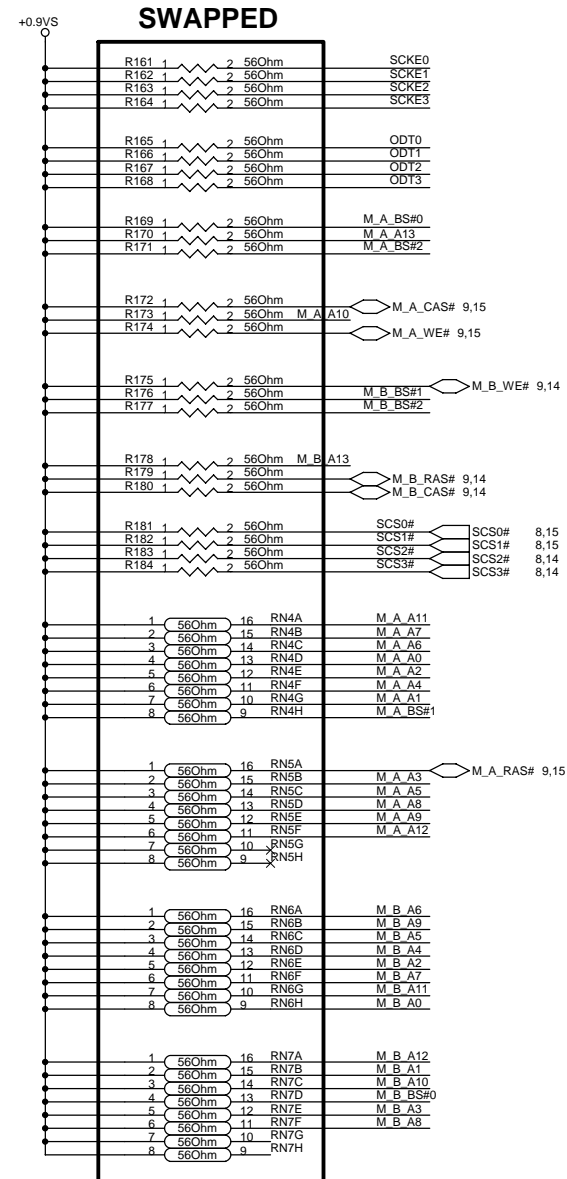 SWAPPED
+0.9VS
R161 1 2 56Ohm SCKE0
R162 1 2 56Ohm SCKE1
R163 1 2 56Ohm SCKE2
R164 1 2 56Ohm SCKE3
R165 1 2 56Ohm ODT0
R166 1 2 56Ohm ODT1
R167 1 2 56Ohm ODT2
R168 1 2 56Ohm ODT3
R169 1 2 56Ohm M_A_BS#0
R170 1 2 56Ohm M_A_A13
R171 1 2 56Ohm M_A_BS#2
R172 1 2 56Ohm M_A_CAS# 9,15
R173 1 2 56Ohm M_A_A10
R174 1 2 56Ohm M_A_WE# 9,15
R175 1 2 56Ohm M_B_WE# 9,14
R176 1 2 56Ohm M_B_BS#1
R177 1 2 56Ohm M_B_BS#2
R178 1 2 56Ohm M_B_A13
R179 1 2 56Ohm M_B_RAS# 9,14
R180 1 2 56Ohm M_B_CAS# 9,14
R181 1 2 56Ohm SCS0# SCS0# 8,15
R182 1 2 56Ohm SCS1# SCS1# 8,15
R183 1 2 56Ohm SCS2# SCS2# 8,14
R184 1 2 56Ohm SCS3# SCS3# 8,14
1 56Ohm 16 RN4A M_A_A11
2 56Ohm 15 RN4B M_A_A7
3 56Ohm 14 RN4C M_A_A6
4 56Ohm 13 RN4D M_A_A0
5 56Ohm 12 RN4E M_A_A2
6 56Ohm 11 RN4F M_A_A4
7 56Ohm 10 RN4G M_A_A1
8 56Ohm 9 RN4H M_A_BS#1
1 56Ohm 16 RN5A M_A_RAS# 9,15
2 56Ohm 15 RN5B M_A_A3
3 56Ohm 14 RN5C M_A_A5
4 56Ohm 13 RN5D M_A_A8
5 56Ohm 12 RN5E M_A_A9
6 56Ohm 11 RN5F M_A_A12
7 56Ohm 10 RN5G
8 56Ohm 9 RN5H
1 56Ohm 16 RN6A M_B_A6
2 56Ohm 15 RN6B M_B_A9
3 56Ohm 14 RN6C M_B_A5
4 56Ohm 13 RN6D M_B_A4
5 56Ohm 12 RN6E M_B_A2
6 56Ohm 11 RN6F M_B_A7
7 56Ohm 10 RN6G M_B_A11
8 56Ohm 9 RN6H M_B_A0
1 56Ohm 16 RN7A M_B_A12
2 56Ohm 15 RN7B M_B_A1
3 56Ohm 14 RN7C M_B_A10
4 56Ohm 13 RN7D M_B_BS#0
5 56Ohm 12 RN7E M_B_A3
6 56Ohm 11 RN7F M_B_A8
7 56Ohm 10 RN7G
8 56Ohm 9 RN7H